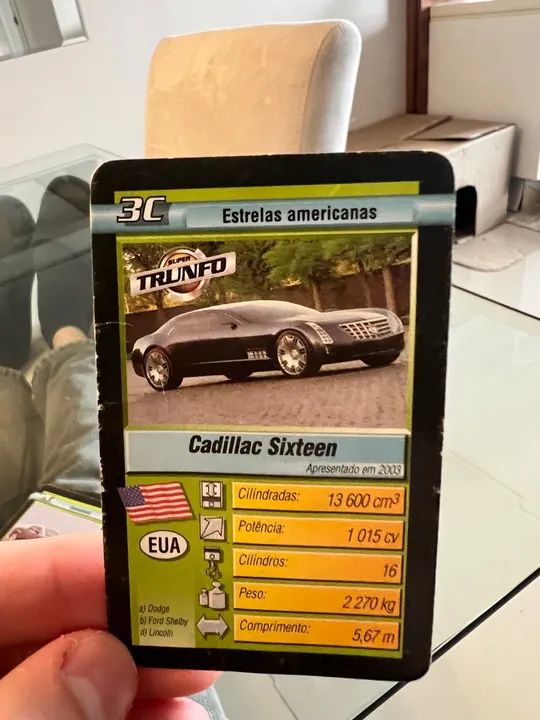 3C
Estrelas americanas
SUPER
TRUNFO
Cadillac Sixteen
Apresentado em 2003
Cilindradas: 13 600 cm³
Potência: 1 015 cv
EUA
Cilindros: 16
Peso: 2 270 kg
a) Dodge
b) Ford Shelby
d) Lincoln
Comprimento: 5,67 m